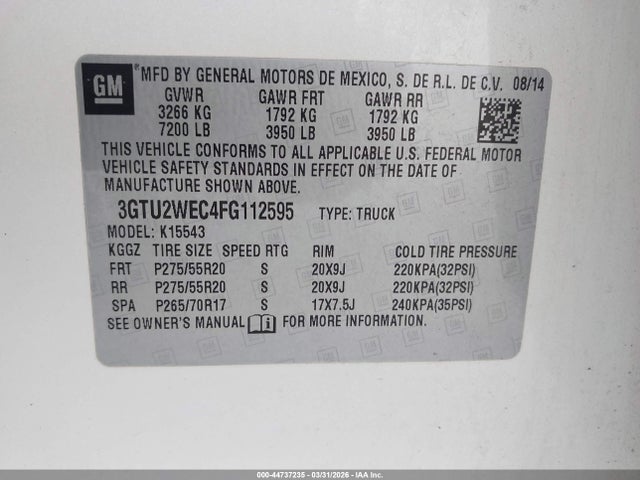 GM
MFD BY GENERAL MOTORS DE MEXICO, S. DE R.L. DE C.V. 08/14
GVWR GAWR FRT GAWR RR
3266 KG 1792 KG 1792 KG
7200 LB 3950 LB 3950 LB
THIS VEHICLE CONFORMS TO ALL APPLICABLE U.S. FEDERAL MOTOR
VEHICLE SAFETY STANDARDS IN EFFECT ON THE DATE OF
MANUFACTURE SHOWN ABOVE.
3GTU2WEC4FG112595 TYPE: TRUCK
MODEL: K15543
KGGZ TIRE SIZE SPEED RTG RIM COLD TIRE PRESSURE
FRT P275/55R20 S 20X9J 220KPA(32PSI)
RR P275/55R20 S 20X9J 220KPA(32PSI)
SPA P265/70R17 S 17X7.5J 240KPA(35PSI)
SEE OWNER'S MANUAL i FOR MORE INFORMATION.
000-44737235 - 03/31/2026 - IAA Inc.